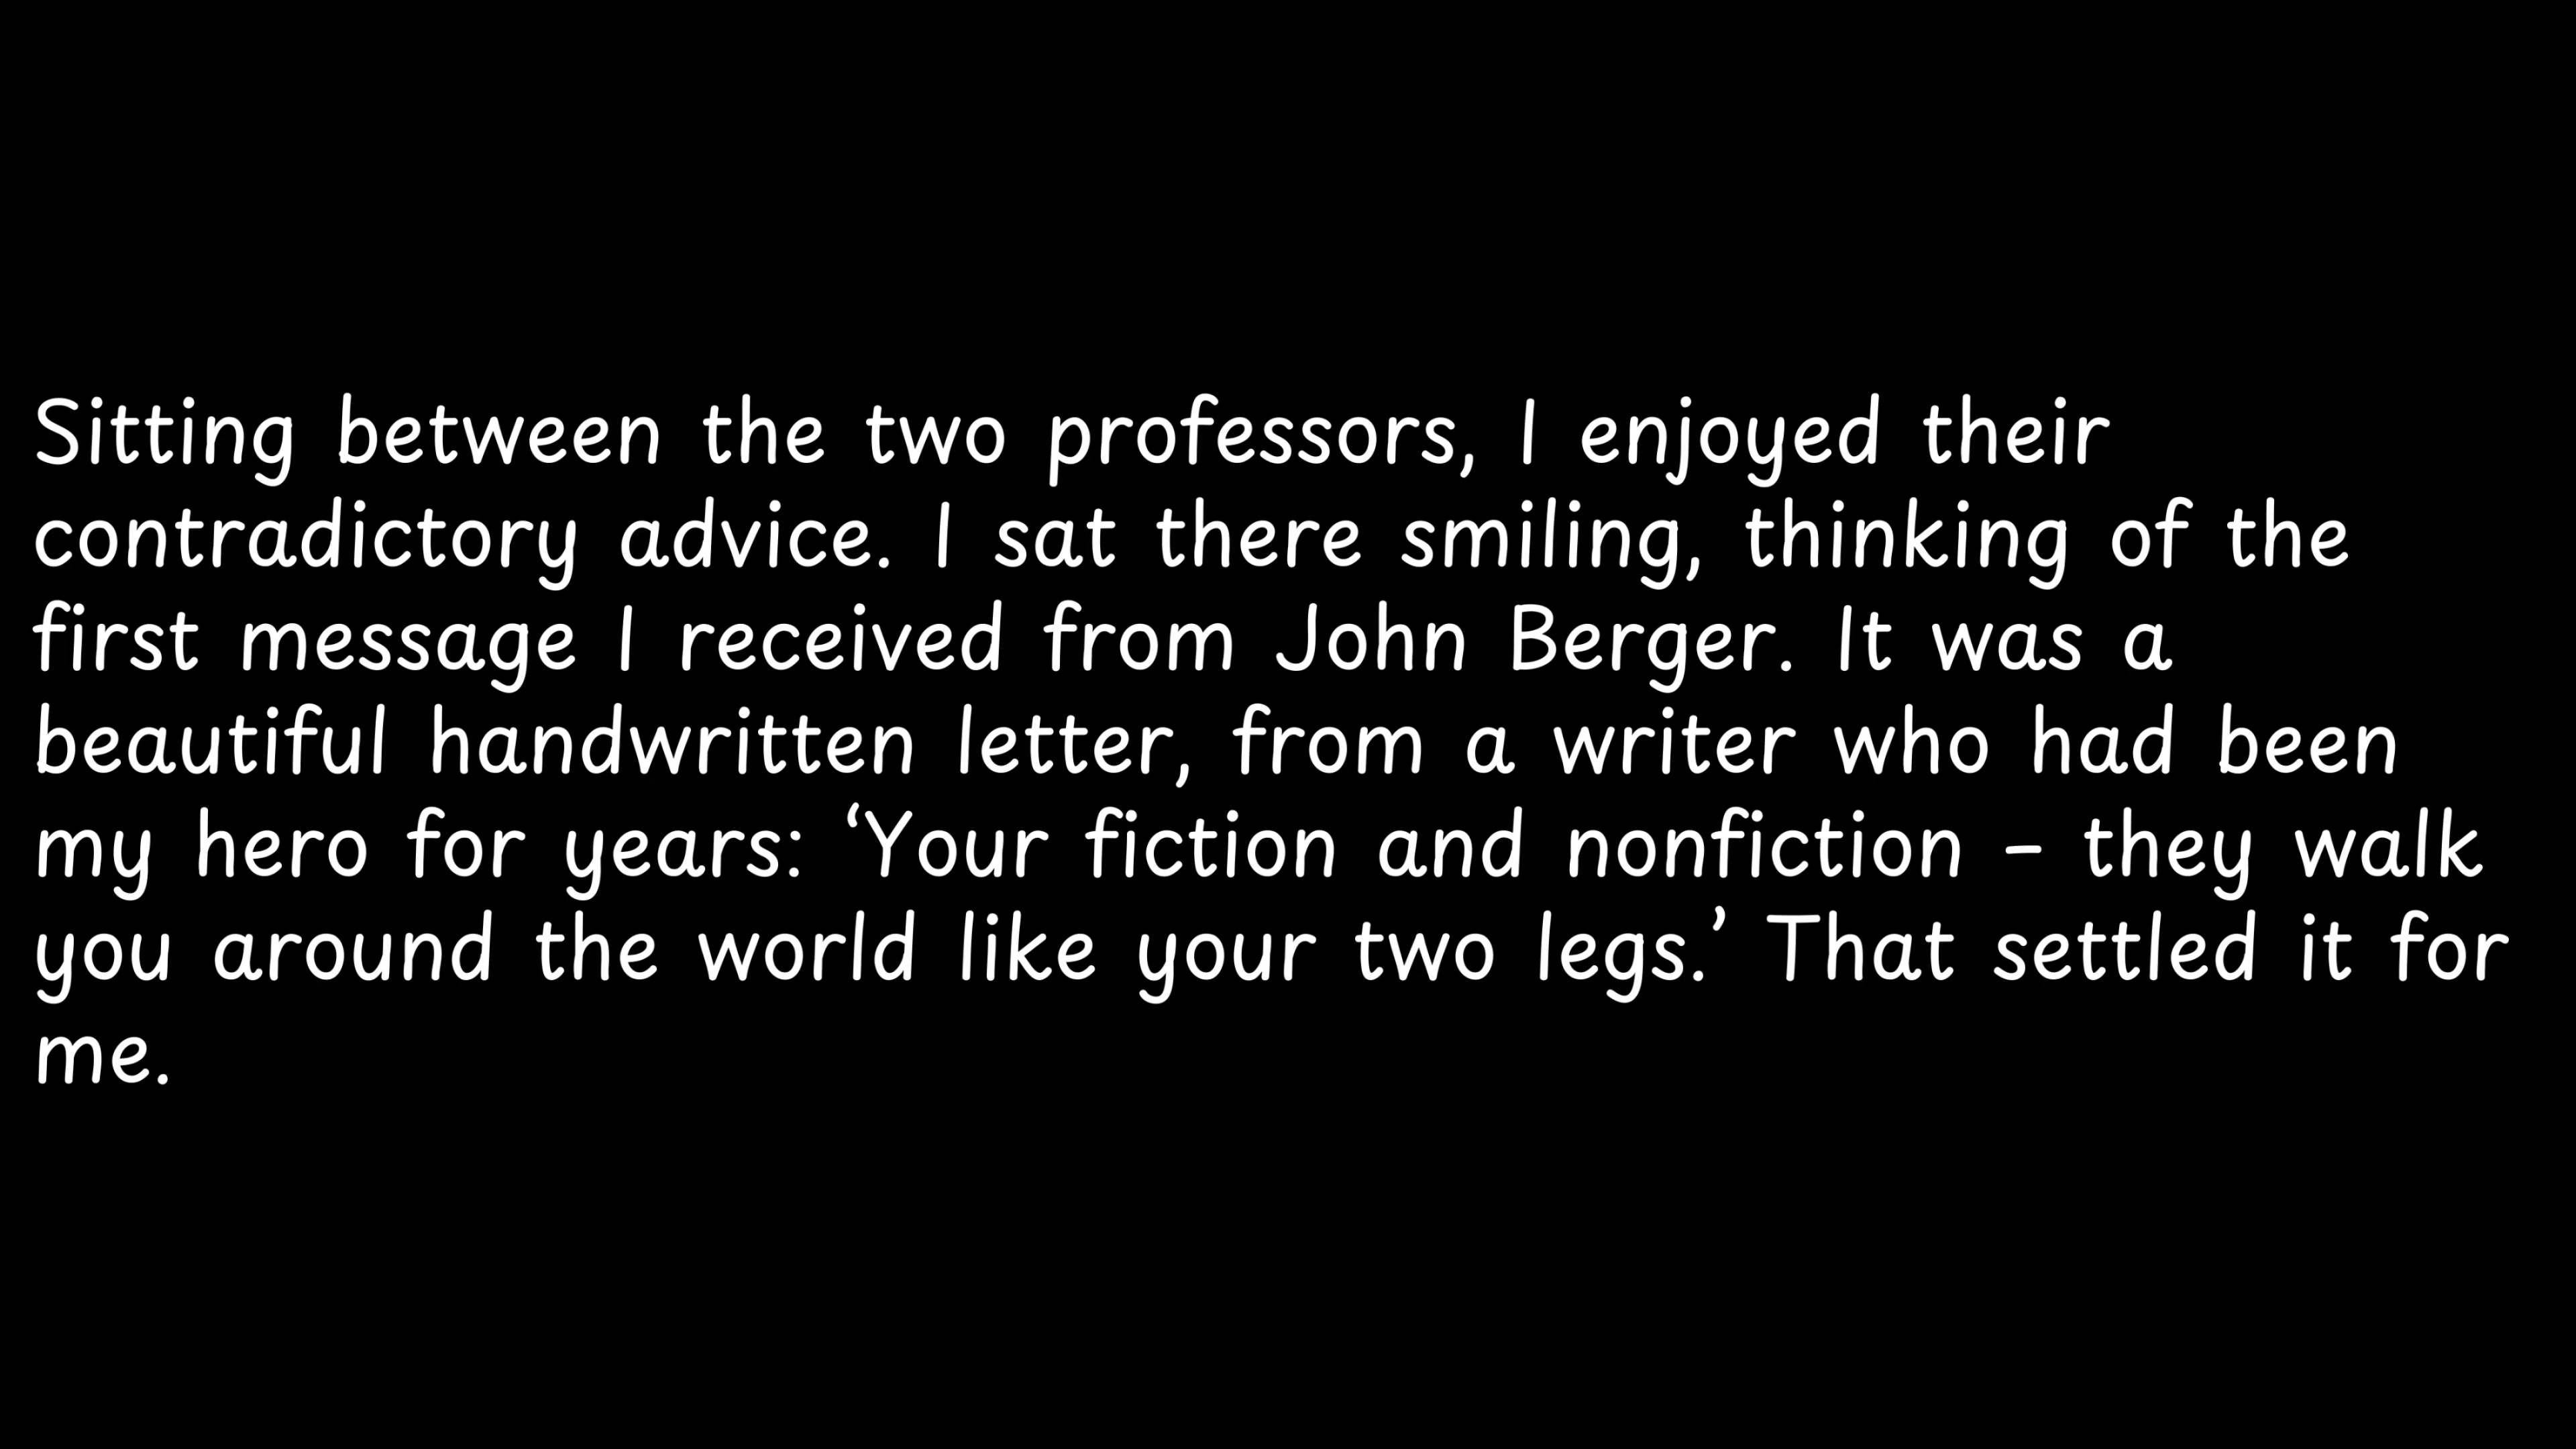 Sitting between the two professors, I enjoyed their
contradictory advice. I sat there smiling, thinking of the
first message I received from John Berger. It was a
beautiful handwritten letter, from a writer who had been
my hero for years: ‘Your fiction and nonfiction – they walk
you around the world like your two legs.’ That settled it for
me.